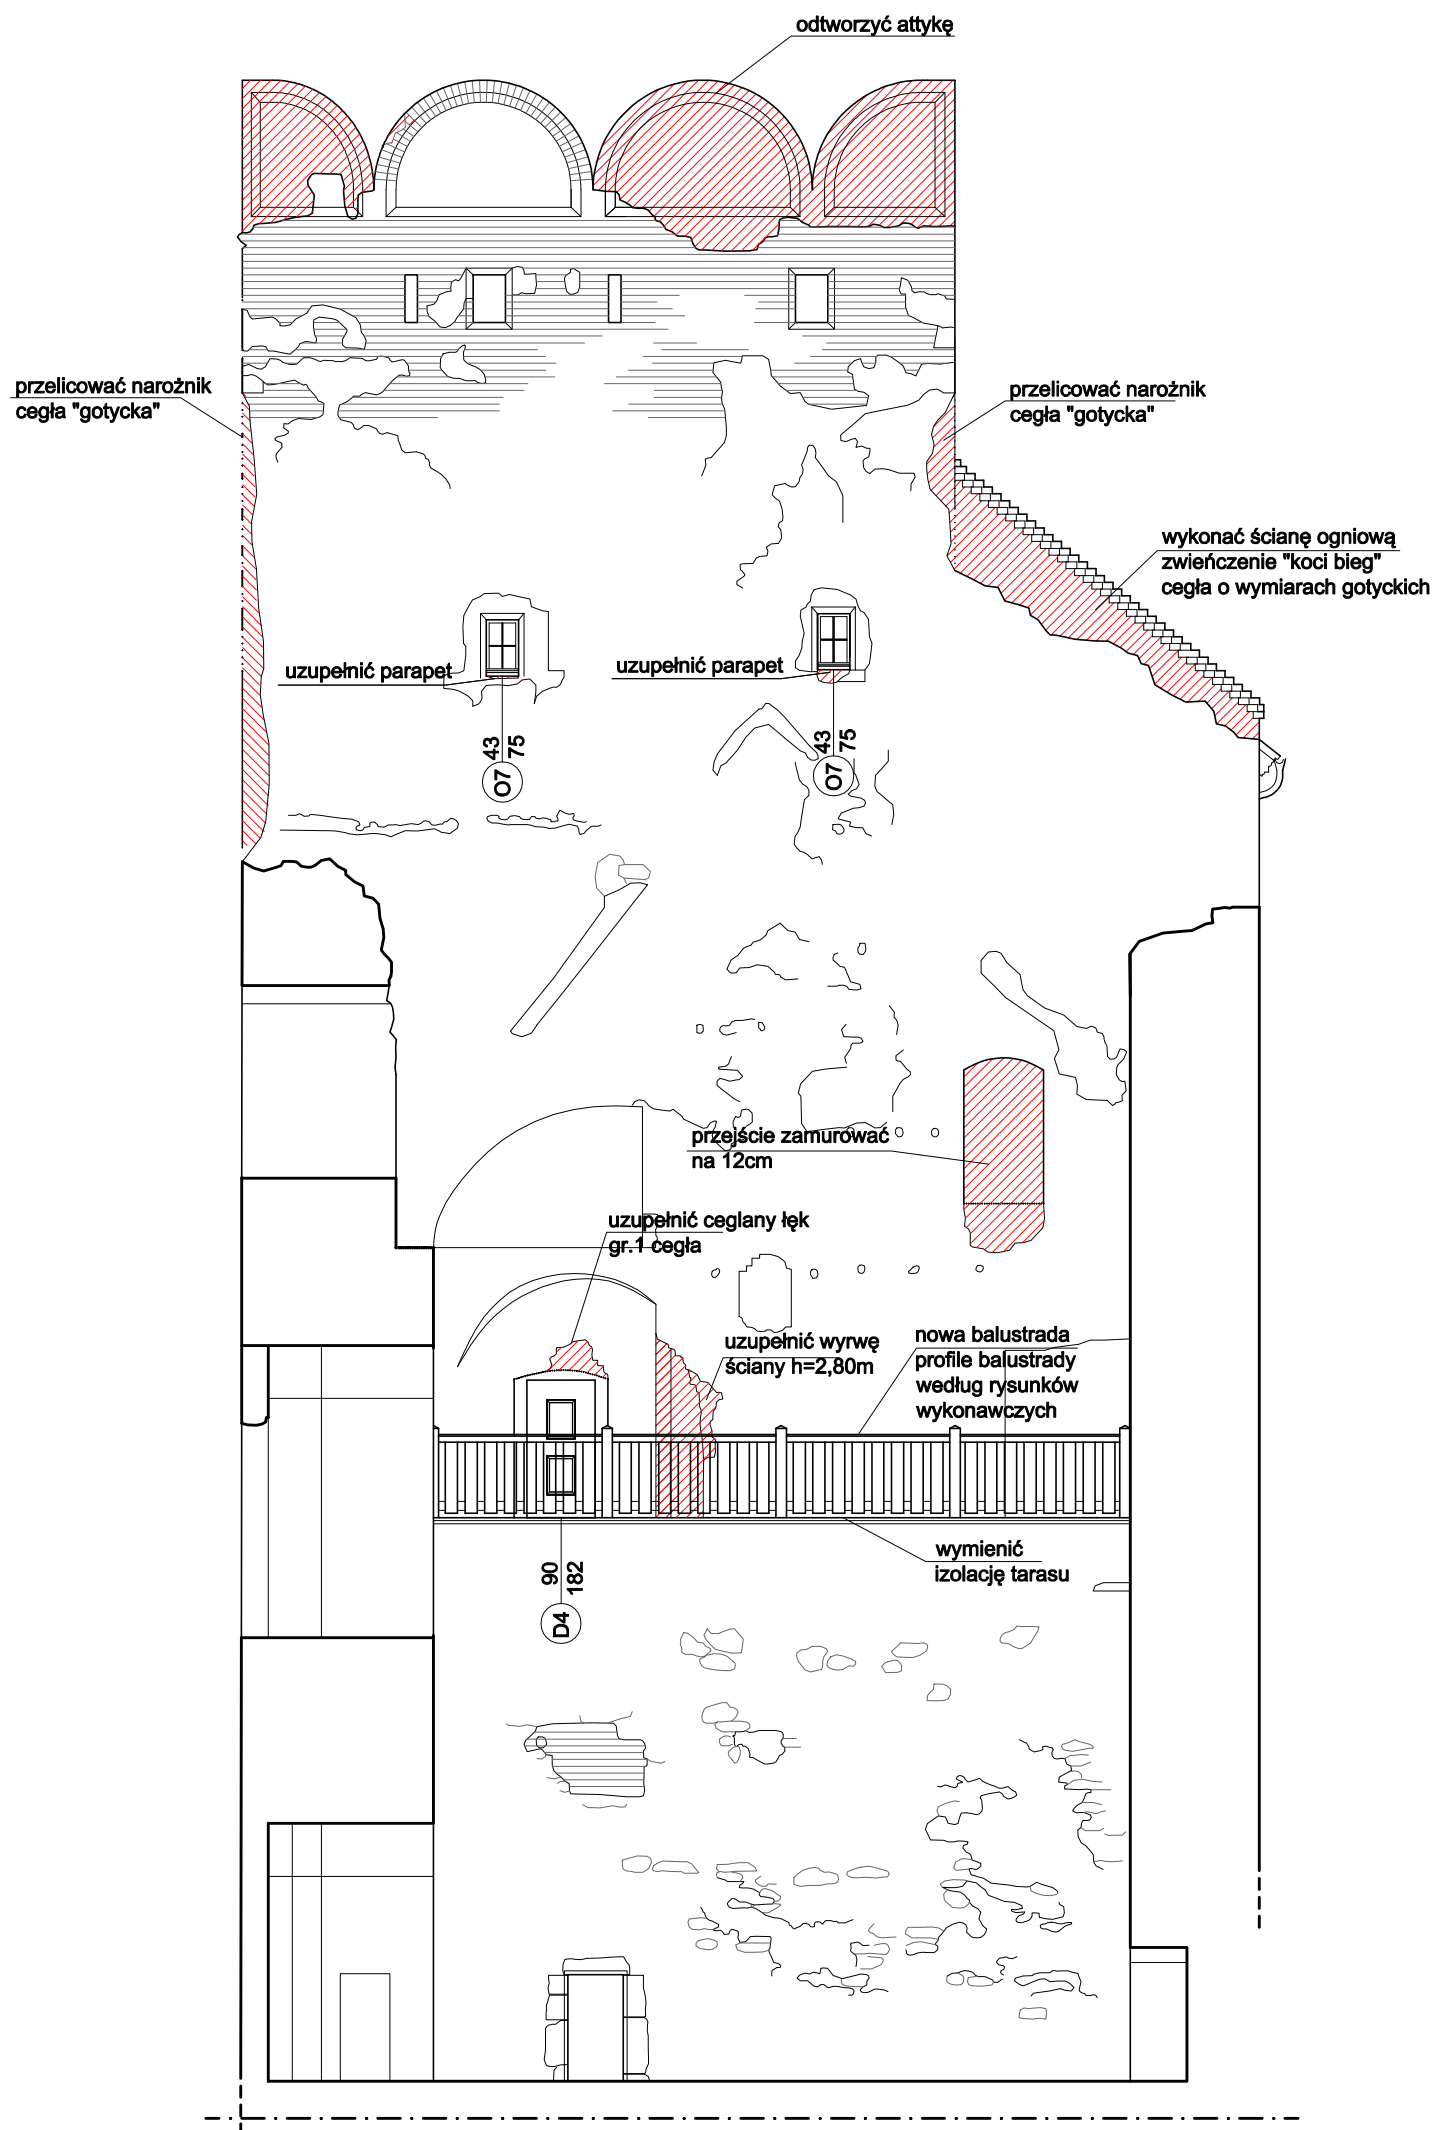 odtworzyć attykę
przelicować narożnik
cegła "gotycka"
przelicować narożnik
cegła "gotycka"
wykonać ścianę ogniową
zwieńczenie "koci bieg"
cegła o wymiarach gotyckich
uzupełnić parapet
uzupełnić parapet
43
75
O7
43
75
O7
przejście zamurować
na 12cm
uzupełnić ceglany łęk
gr.1 cegła
uzupełnić wyrwę
ściany h=2,80m
nowa balustrada
profile balustrady
według rysunków
wykonawczych
wymienić
izolację tarasu
90
182
D4